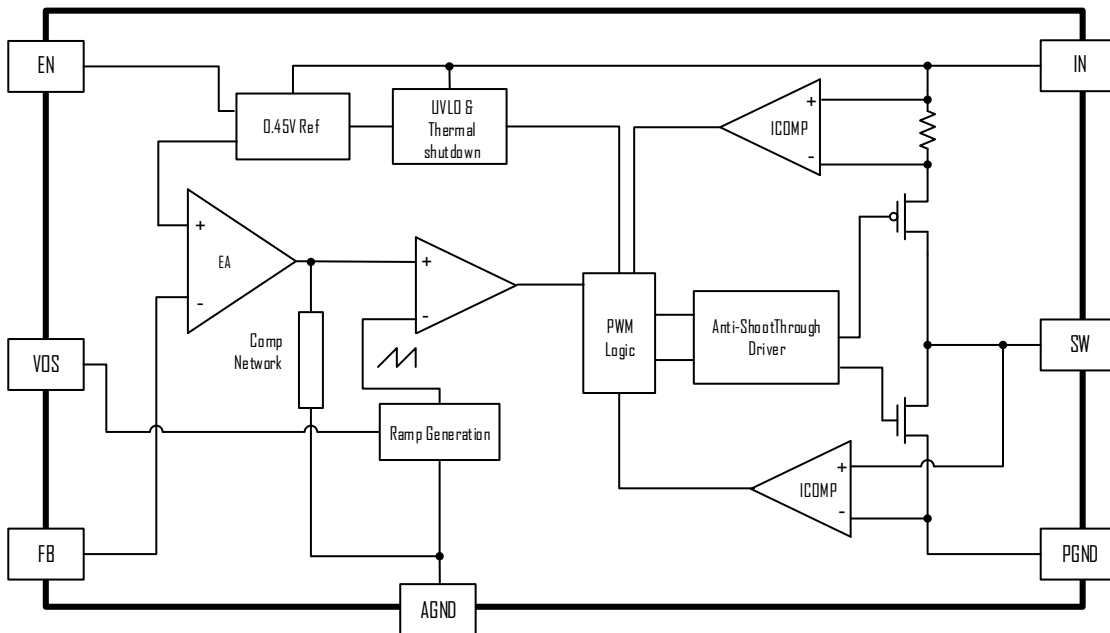 EN
IN
0.45V Ref
UVLO &
Thermal
shutdown
+
ICOMP
-
+
EA
-
+
-
Comp
Network
PWM
Logic
Anti-ShootThrough
Driver
VOS
SW
Ramp Generation
+
ICOMP
-
FB
PGND
AGND